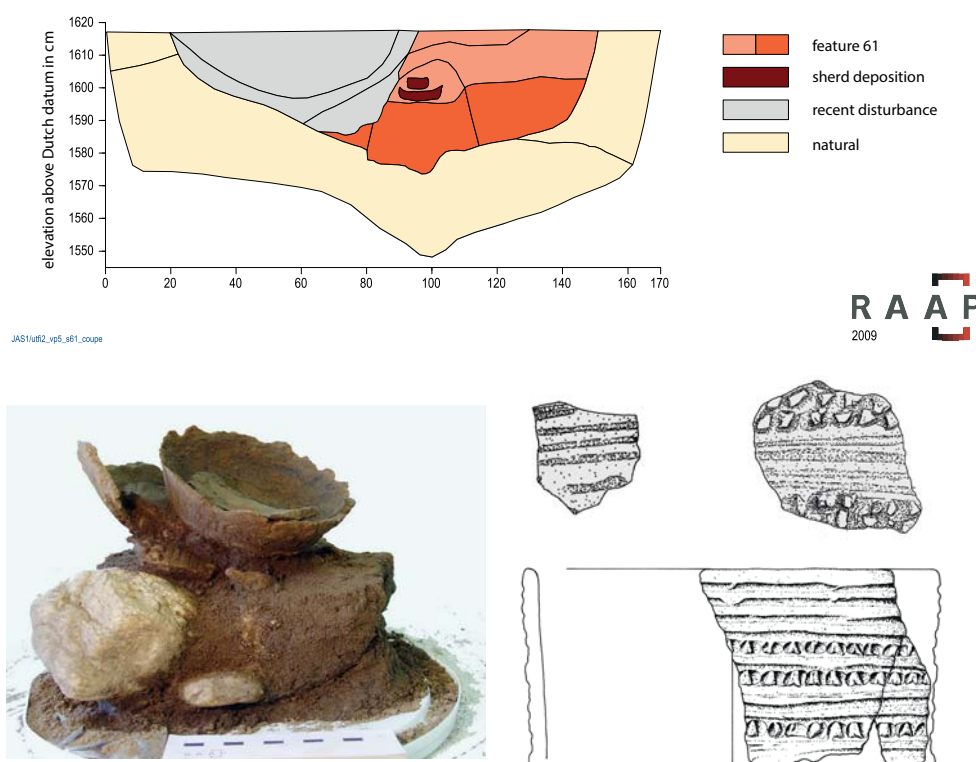 elevation above Dutch datum in cm
1620
1610
1600
1590
1580
1570
1560
1550
0 20 40 60 80 100 120 140 160 170
feature 61
sherd deposition
recent disturbance
natural
RAAP
2009
JAS1/utfi2_vp5_s61_coupe